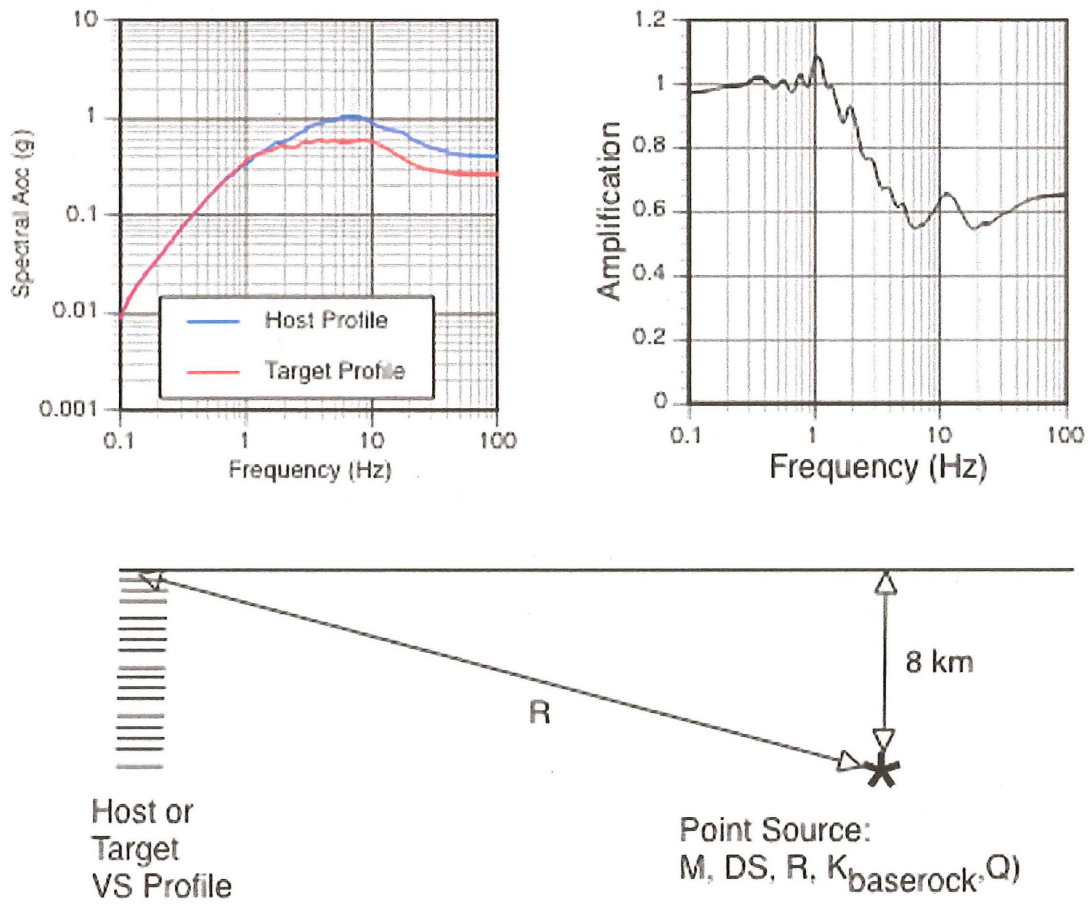 10
1
0.1
0.01
0.001
Spectral Acc (g)
Host Profile
Target Profile
0.1
1
10
100
Frequency (Hz)
1.2
1
0.8
0.6
0.4
0.2
0
Amplification
0.1
1
10
100
Frequency (Hz)
8 km
R
Host or
Target
VS Profile
Point Source:
M, DS, R, Kbaserock,Q)